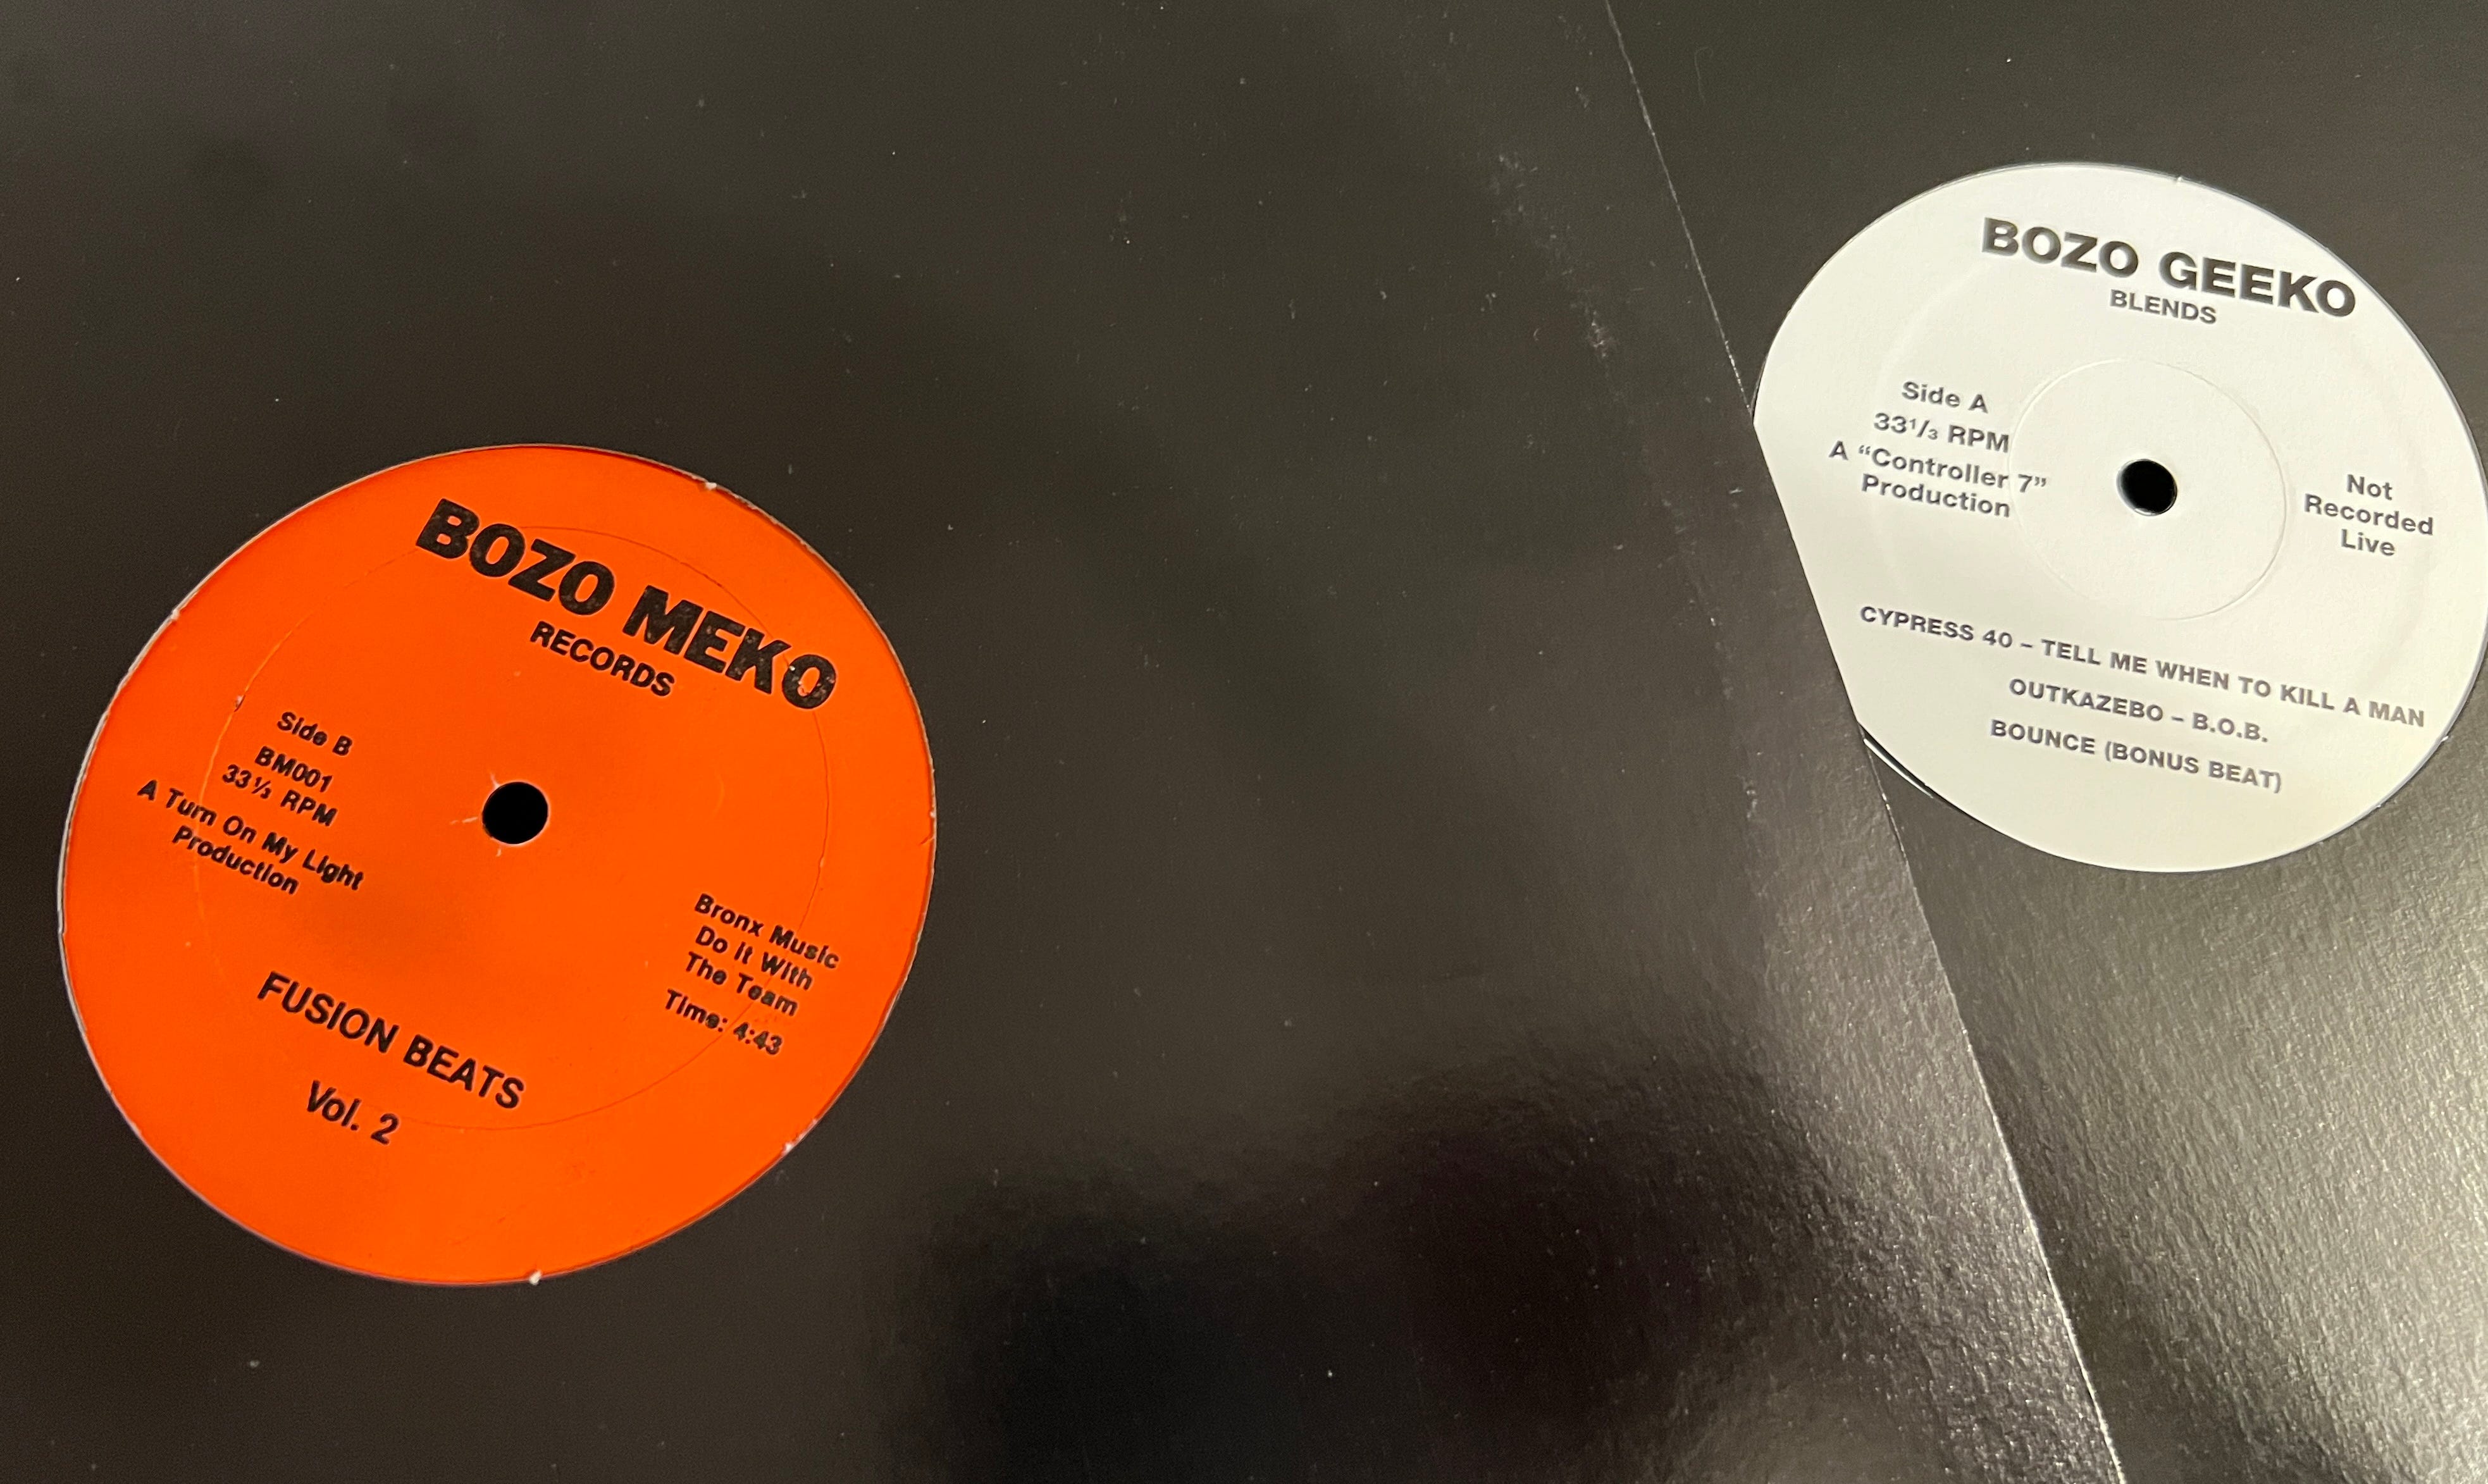 BOZO MEKO
RECORDS
Side B
BM001
33⅓ RPM
A Turn On My Light
Production
Bronx Music
Do It With
The Team
Time: 4:43
FUSION BEATS
Vol. 2
BOZO GEEKO
BLENDS
Side A
33¹/₃ RPM
A “Controller 7”
Production
Not
Recorded
Live
CYPRESS 40 – TELL ME WHEN TO KILL A MAN
OUTKAZEBO – B.O.B.
BOUNCE (BONUS BEAT)